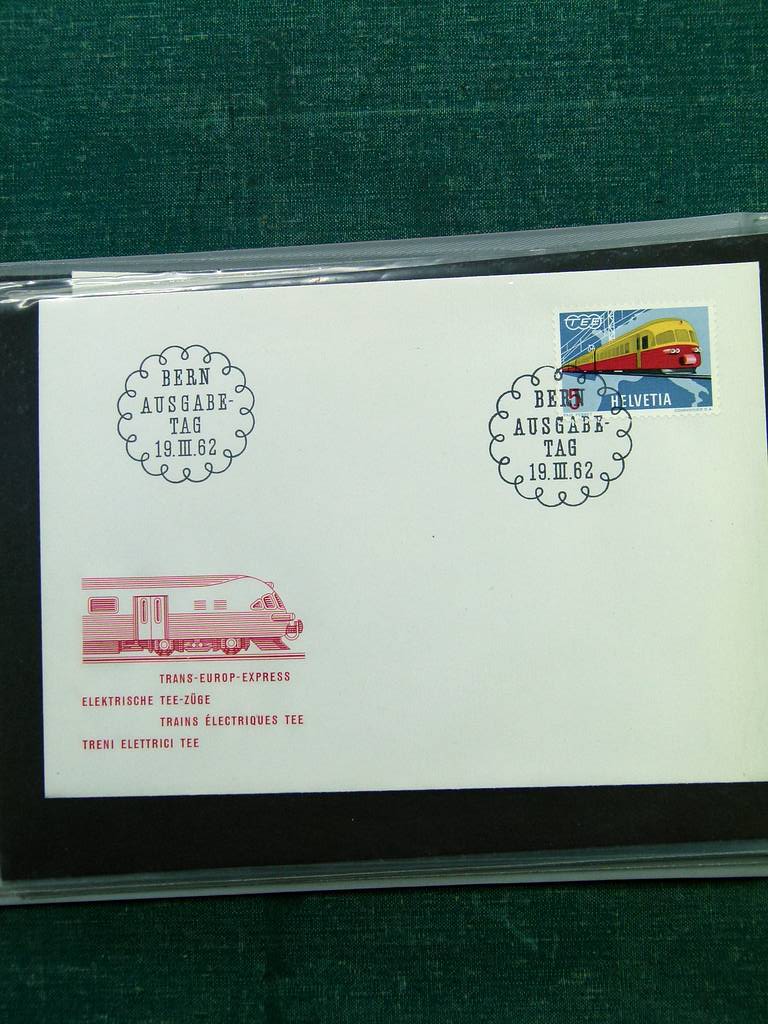 BERN
AUSGABE-
TAG
19.III.62
TEE
5
HELVETIA
BERN
AUSGABE-
TAG
19.III.62
TRANS-EUROP-EXPRESS
ELEKTRISCHE TEE-ZÜGE
TRAINS ÉLECTRIQUES TEE
TRENI ELETTRICI TEE